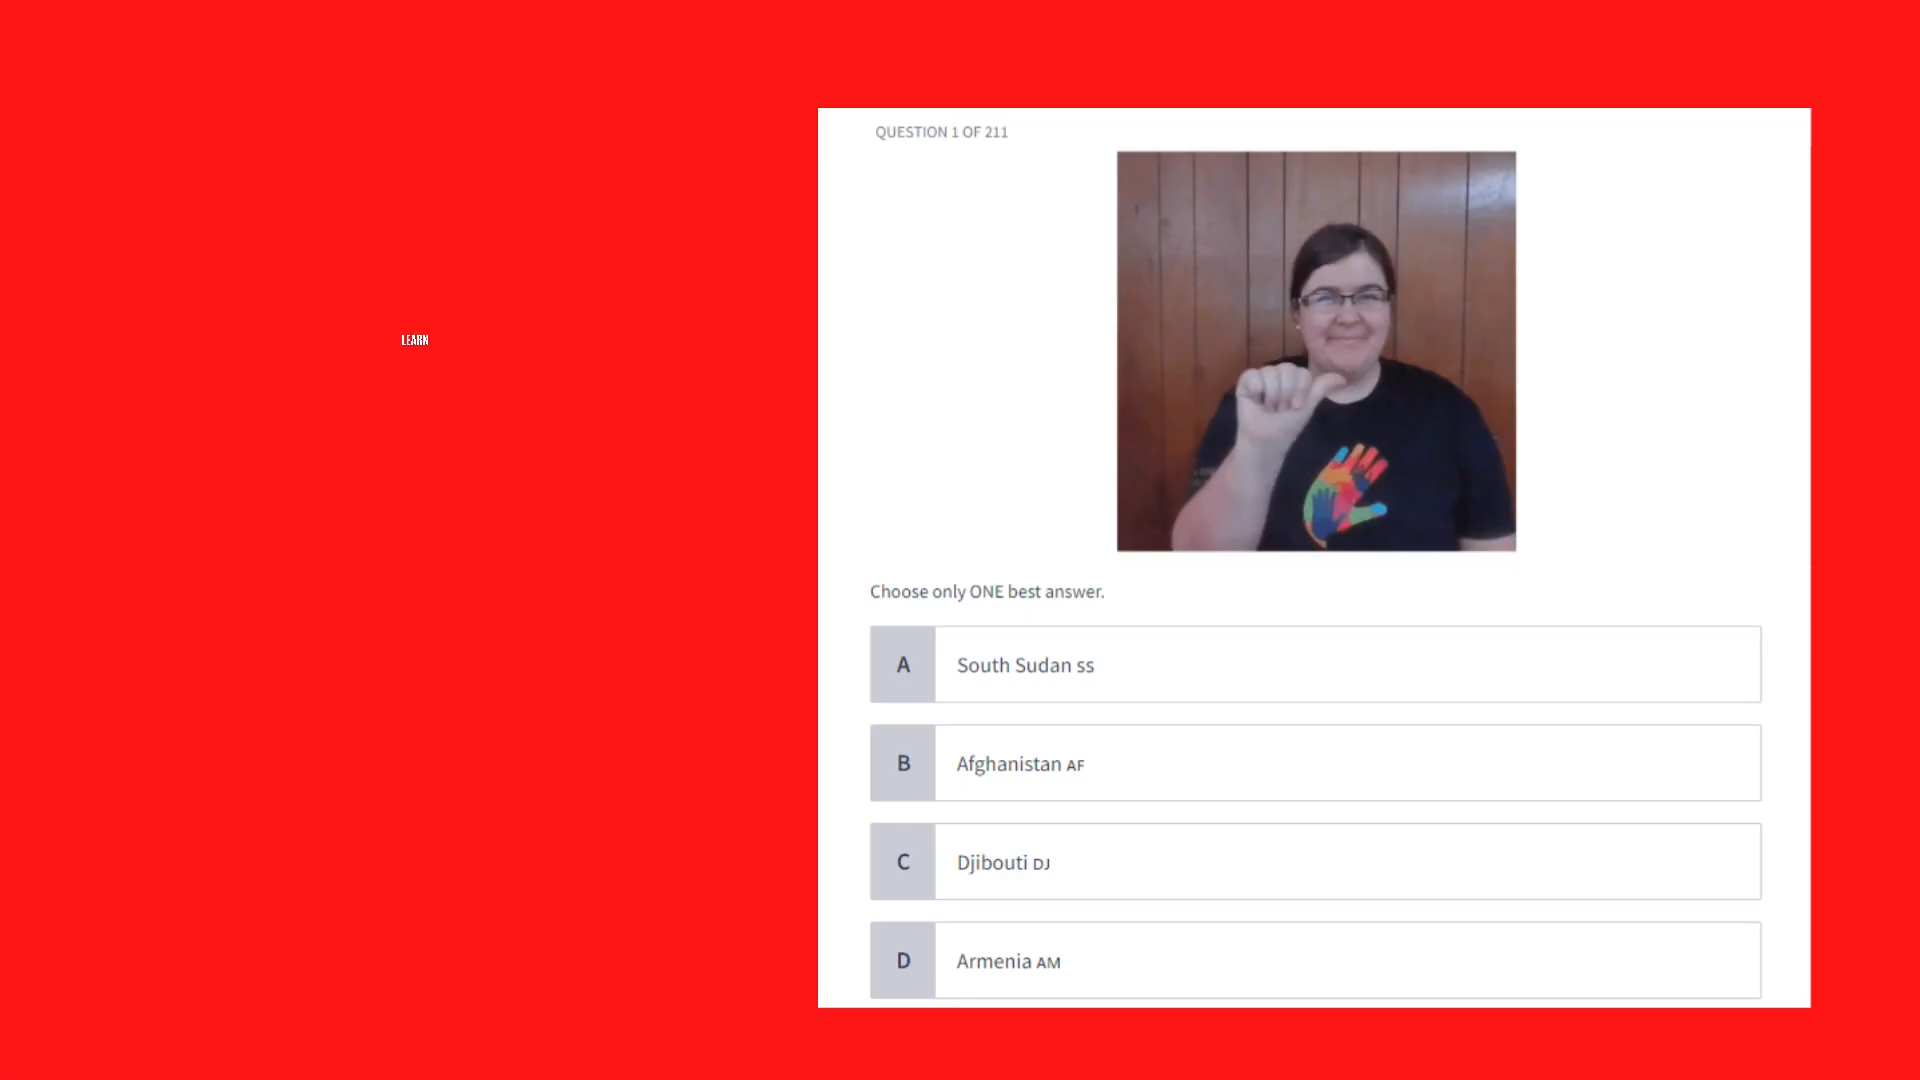 LEARN
QUESTION 1 OF 211
Choose only ONE best answer.
A South Sudan ss
B Afghanistan AF
C Djibouti DJ
D Armenia AM